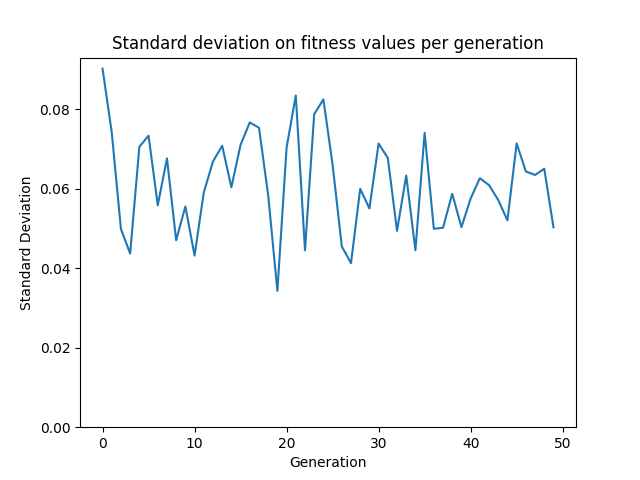 Standard deviation on fitness values per generation
Standard Deviation
0.08
0.06
0.04
0.02
0.00
0 10 20 30 40 50
Generation